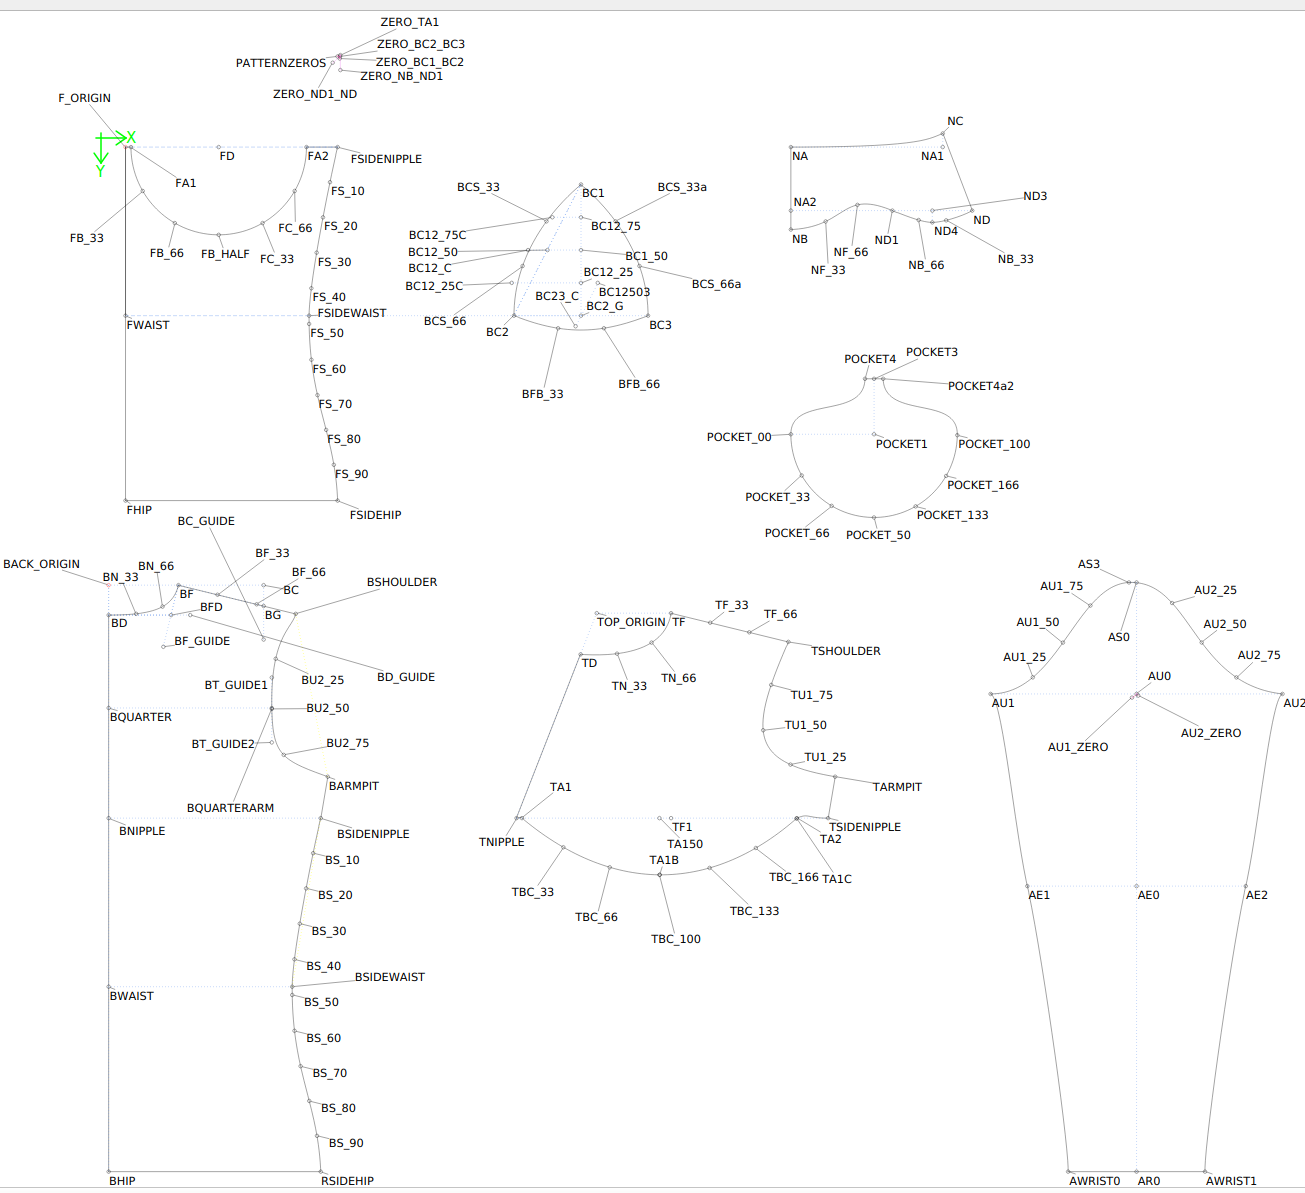 ZERO_TA1
ZERO_BC2_BC3
PATTERNZEROS
ZERO_BC1_BC2
ZERO_NB_ND1
ZERO_ND1_ND
F_ORIGIN
X
Y
FD
FA2
FSIDENIPPLE
FA1
FS_10
FB_33
FS_20
FC_66
FB_66
FB_HALF
FC_33
FS_30
FS_40
FSIDEWAIST
FWAIST
FS_50
FS_60
FS_70
FS_80
FS_90
FHIP
FSIDEHIP
BCS_33
BC1
BCS_33a
BC12_75C
BC12_75
BC12_50
BC1_50
BC12_C
BC12_25
BC12_25C
BC12503
BCS_66a
BC23_C
BC2_G
BCS_66
BC2
BC3
BFB_33
BFB_66
NC
NA
NA1
NA2
ND3
NB
ND
ND1
ND4
NF_66
NF_33
NB_66
NB_33
POCKET4
POCKET3
POCKET4a2
POCKET_00
POCKET1
POCKET_100
POCKET_33
POCKET_166
POCKET_66
POCKET_50
POCKET_133
BC_GUIDE
BACK_ORIGIN
BN_33
BN_66
BF_33
BF_66
BSHOULDER
BF
BC
BFD
BG
BD
BF_GUIDE
BD_GUIDE
BT_GUIDE1
BU2_25
BQUARTER
BU2_50
BT_GUIDE2
BU2_75
BARMPIT
BQUARTERARM
BNIPPLE
BSIDENIPPLE
BS_10
BS_20
BS_30
BS_40
BSIDEWAIST
BWAIST
BS_50
BS_60
BS_70
BS_80
BS_90
BHIP
RSIDEHIP
TOP_ORIGIN
TF
TF_33
TF_66
TSHOULDER
TD
TN_33
TN_66
TU1_75
TU1_50
TU1_25
TA1
TARMPIT
TNIPPLE
TF1
TA150
TSIDENIPPLE
TA2
TA1B
TBC_33
TBC_166
TA1C
TBC_66
TBC_133
TBC_100
AS3
AU1_75
AU2_25
AU1_50
AS0
AU2_50
AU1_25
AU2_75
AU0
AU1
AU2
AU1_ZERO
AU2_ZERO
AE1
AE0
AE2
AWRIST0
AR0
AWRIST1